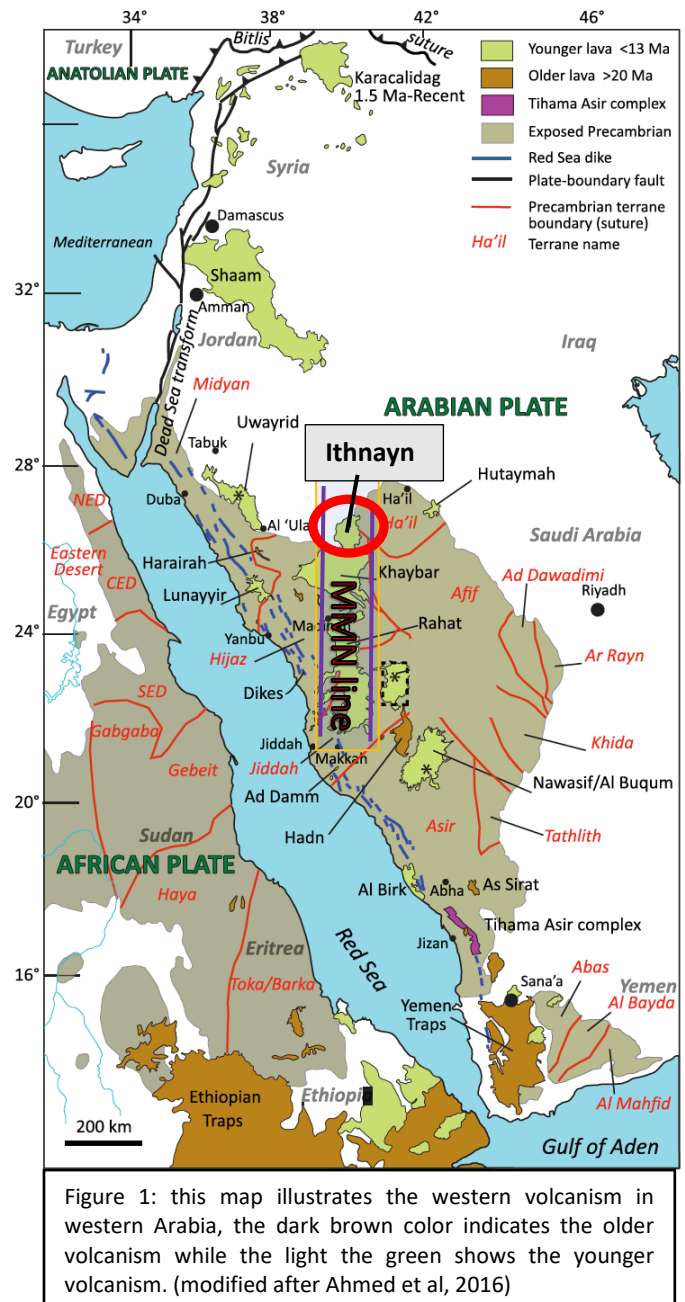 34°
38°
42°
46°
Turkey
Bitlis
suture
ANATOLIAN PLATE
Karacalidag
1.5 Ma-Recent
Younger lava <13 Ma
Older lava >20 Ma
Tihama Asir complex
Exposed Precambrian
Red Sea dike
Plate-boundary fault
Precambrian terrane
boundary (suture)
Ha'il
Terrane name
Syria
Damascus
Mediterranean
Shaam
32°
Amman
Jordan
Iraq
Dead Sea transform
Midyan
ARABIAN PLATE
Uwayrid
Tabuk
Ithnayn
28°
Hutaymah
Ha'il
Duba
NED
Al ‘Ula
Ha'il
Saudi Arabia
Eastern
Desert
CED
Harairah
Khaybar
Ad Dawadimi
Afif
Riyadh
Egypt
Lunayyir
MMN line
Rahat
24°
Yanbu
Hijaz
Ar Rayn
SED
Dikes
Gabgaba
Gebeit
Jiddah
Jiddah
Makkah
Khida
Nawasif/Al Buqum
20°
Ad Damm
Hadn
Asir
Tathlith
Sudan
AFRICAN PLATE
Haya
Al Birk
Abha
As Sirat
Tihama Asir complex
Jizan
Red Sea
Eritrea
16°
Toka/Barka
Sana'a
Abas
Yemen
Al Bayda
Yemen
Traps
Ethiopia
Ethiopian
Traps
Al Mahfid
200 km
Gulf of Aden
Figure 1: this map illustrates the western volcanism in
western Arabia, the dark brown color indicates the older
volcanism while the light the green shows the younger
volcanism. (modified after Ahmed et al, 2016)